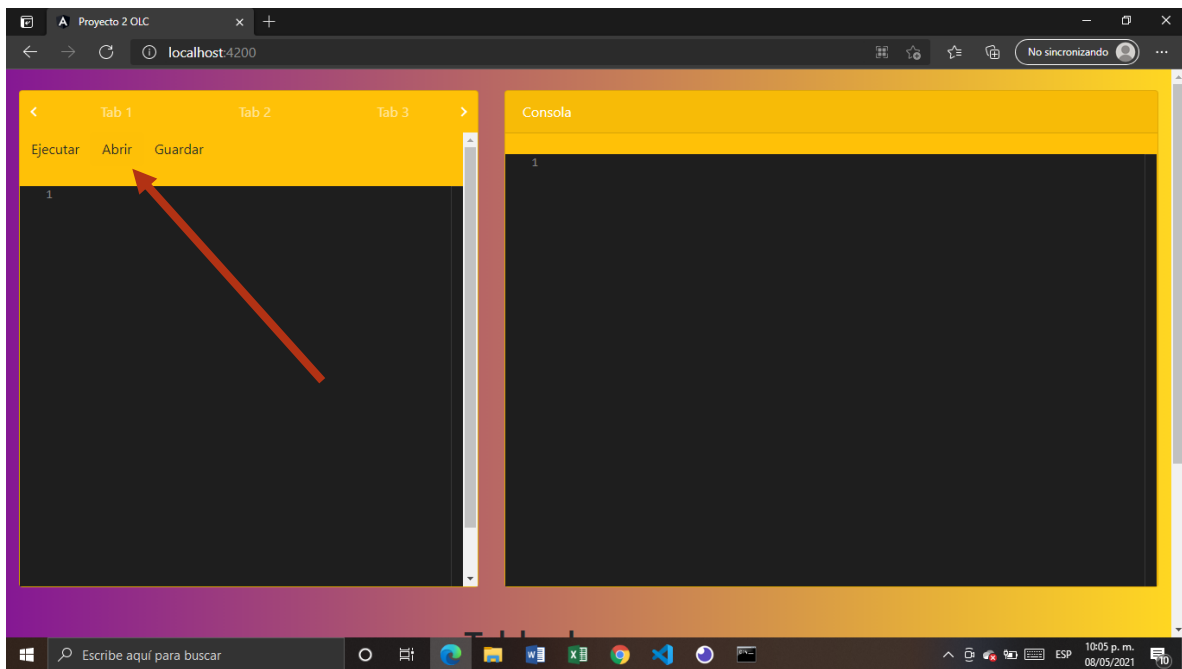 Proyecto 2 OLC
localhost:4200
No sincronizando
Tab 1 Tab 2 Tab 3
Consola
Ejecutar Abrir Guardar
1
1
Escribe aquí para buscar
ESP
10:05 p. m.
08/05/2021
10